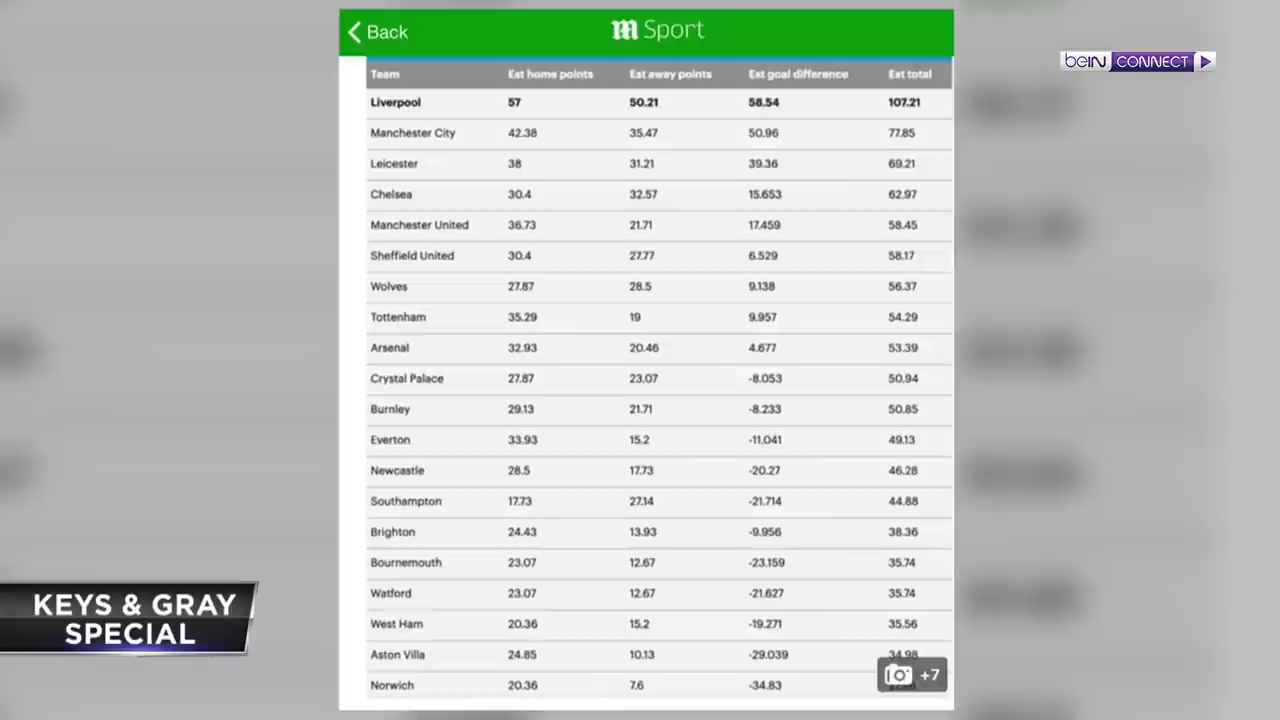 Back
m Sport
beIN CONNECT
Team Est home points Est away points Est goal difference Est total
Liverpool 57 50.21 58.54 107.21
Manchester City 42.38 35.47 50.96 77.85
Leicester 38 31.21 39.36 69.21
Chelsea 30.4 32.57 15.653 62.97
Manchester United 36.73 21.71 17.459 58.45
Sheffield United 30.4 27.77 6.529 58.17
Wolves 27.87 28.5 9.138 56.37
Tottenham 35.29 19 9.957 54.29
Arsenal 32.93 20.46 4.677 53.39
Crystal Palace 27.87 23.07 -8.053 50.94
Burnley 29.13 21.71 -8.233 50.85
Everton 33.93 15.2 -11.041 49.13
Newcastle 28.5 17.73 -20.27 46.28
Southampton 17.73 27.14 -21.714 44.88
Brighton 24.43 13.93 -9.956 38.36
Bournemouth 23.07 12.67 -23.159 35.74
Watford 23.07 12.67 -21.627 35.74
West Ham 20.36 15.2 -19.271 35.56
Aston Villa 24.85 10.13 -29.039 34.98
Norwich 20.36 7.6 -34.83
+7
KEYS & GRAY
SPECIAL